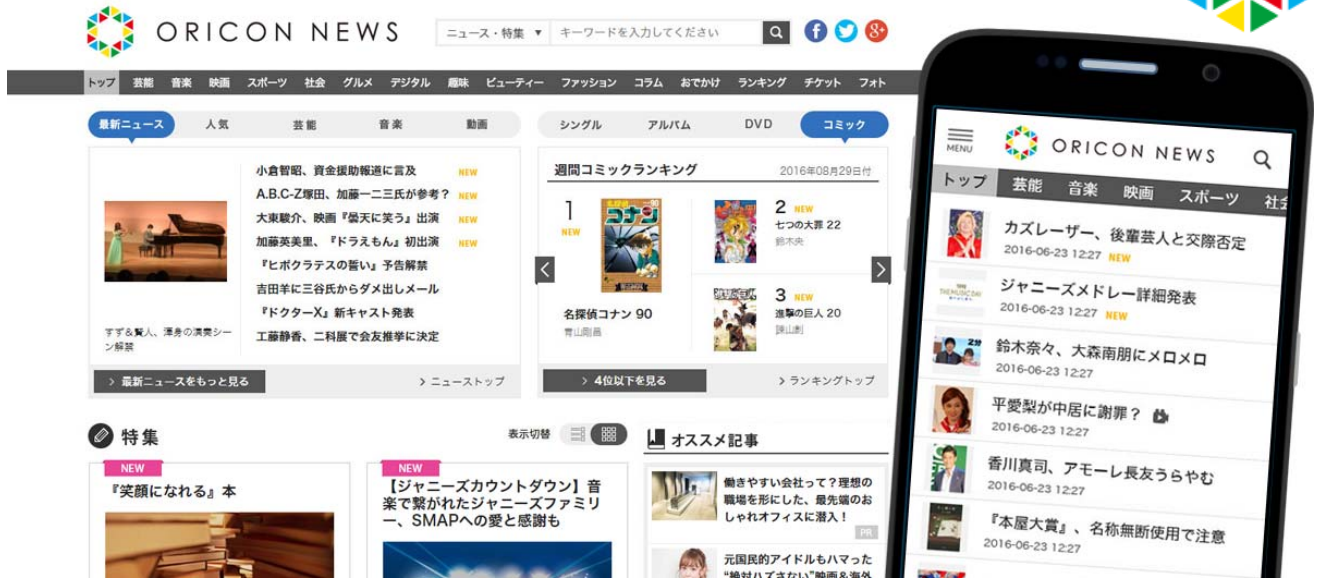 ORICON NEWS
ニュース・特集 ▼
キーワードを入力してください
トップ 芸能 音楽 映画 スポーツ 社会 グルメ デジタル 趣味 ビューティー ファッション コラム おでかけ ランキング チケット フォト
最新ニュース 人気 芸能 音楽 動画
小倉智昭、資金援助報道に言及 NEW
A.B.C-Z塚田、加藤一二三氏が参考? NEW
大東駿介、映画『曇天に笑う』出演 NEW
加藤英美里、『ドラえもん』初出演 NEW
『ヒポクラテスの誓い』予告解禁
吉田羊に三谷氏からダメ出しメール
『ドクターX』新キャスト発表
工藤静香、二科展で会友推挙に決定
すず&賢人、渾身の演奏シー
ン解禁
> 最新ニュースをもっと見る
> ニューストップ
シングル アルバム DVD コミック
週間コミックランキング 2016年08月29日付
1
NEW
名探偵コナン 90
青山剛昌
2 NEW
七つの大罪 22
鈴木央
3 NEW
進撃の巨人 20
諫山創
> 4位以下を見る
> ランキングトップ
特集
表示切替
NEW
『笑顔になれる』本
NEW
【ジャニーズカウントダウン】音
楽で繋がれたジャニーズファミリ
ー、SMAPへの愛と感謝も
オススメ記事
働きやすい会社って?理想の
職場を形にした、最先端のお
しゃれオフィスに潜入!
PR
元国民的アイドルもハマった
“絶対ハズさない”映画&海外
MENU
ORICON NEWS
トップ 芸能 音楽 映画 スポーツ 社会
カズレーザー、後輩芸人と交際否定
2016-06-23 12:27 NEW
ジャニーズメドレー詳細発表
2016-06-23 12:27 NEW
鈴木奈々、大森南朋にメロメロ
2016-06-23 12:27
平愛梨が中居に謝罪?
2016-06-23 12:27
香川真司、アモーレ長友うらやむ
2016-06-23 12:27
『本屋大賞』、名称無断使用で注意
2016-06-23 12:27